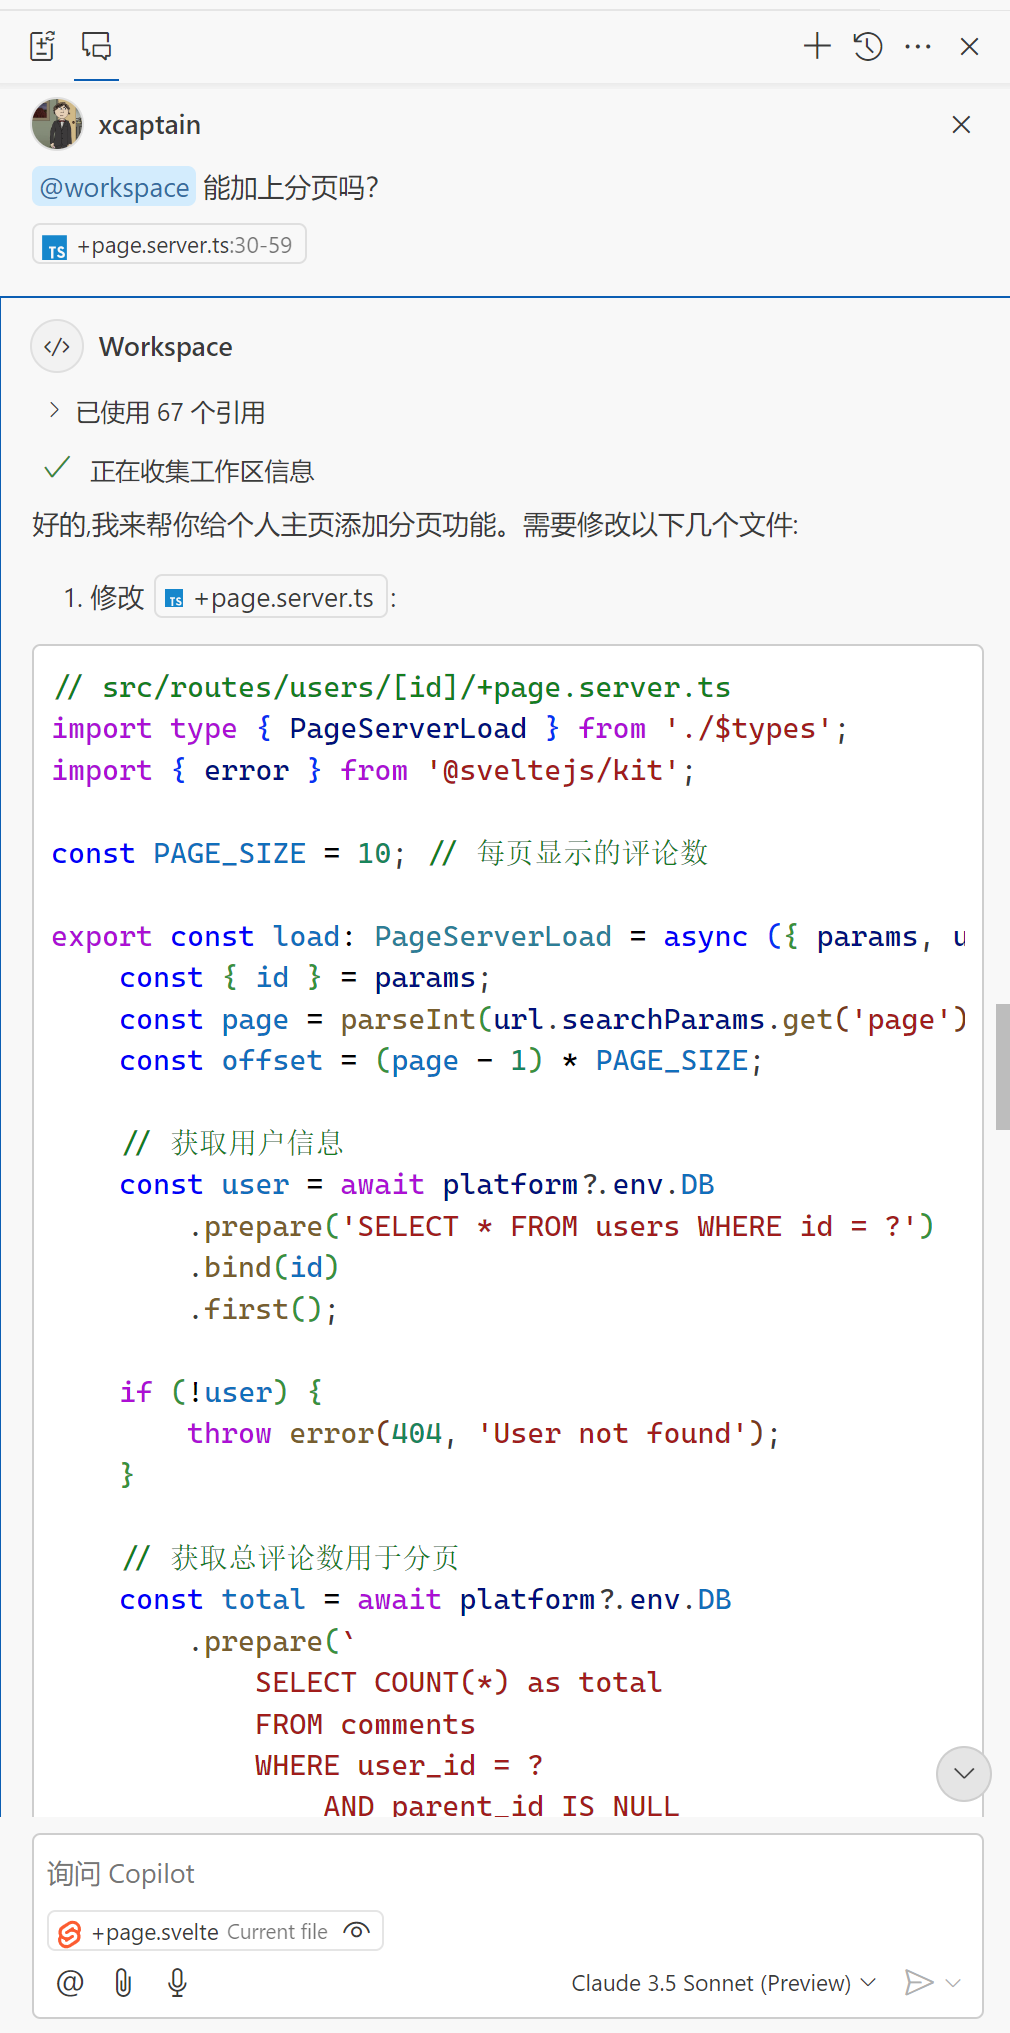 xcaptain
@workspace 能加上分页吗?
TS +page.server.ts:30-59
Workspace
已使用 67 个引用
正在收集工作区信息
好的,我来帮你给个人主页添加分页功能。需要修改以下几个文件:
1. 修改 TS +page.server.ts :
// src/routes/users/[id]/+page.server.ts
import type { PageServerLoad } from './$types';
import { error } from '@sveltejs/kit';
const PAGE_SIZE = 10; // 每页显示的评论数
export const load: PageServerLoad = async ({ params, u
const { id } = params;
const page = parseInt(url.searchParams.get('page')
const offset = (page - 1) * PAGE_SIZE;
// 获取用户信息
const user = await platform?.env.DB
.prepare('SELECT * FROM users WHERE id = ?')
.bind(id)
.first();
if (!user) {
throw error(404, 'User not found');
}
// 获取总评论数用于分页
const total = await platform?.env.DB
.prepare(`
SELECT COUNT(*) as total
FROM comments
WHERE user_id = ?
AND parent_id IS NULL
询问 Copilot
+page.svelte Current file
Claude 3.5 Sonnet (Preview)